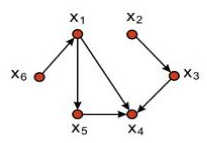 x₁ x₂
x₆ x₃
x₅ x₄